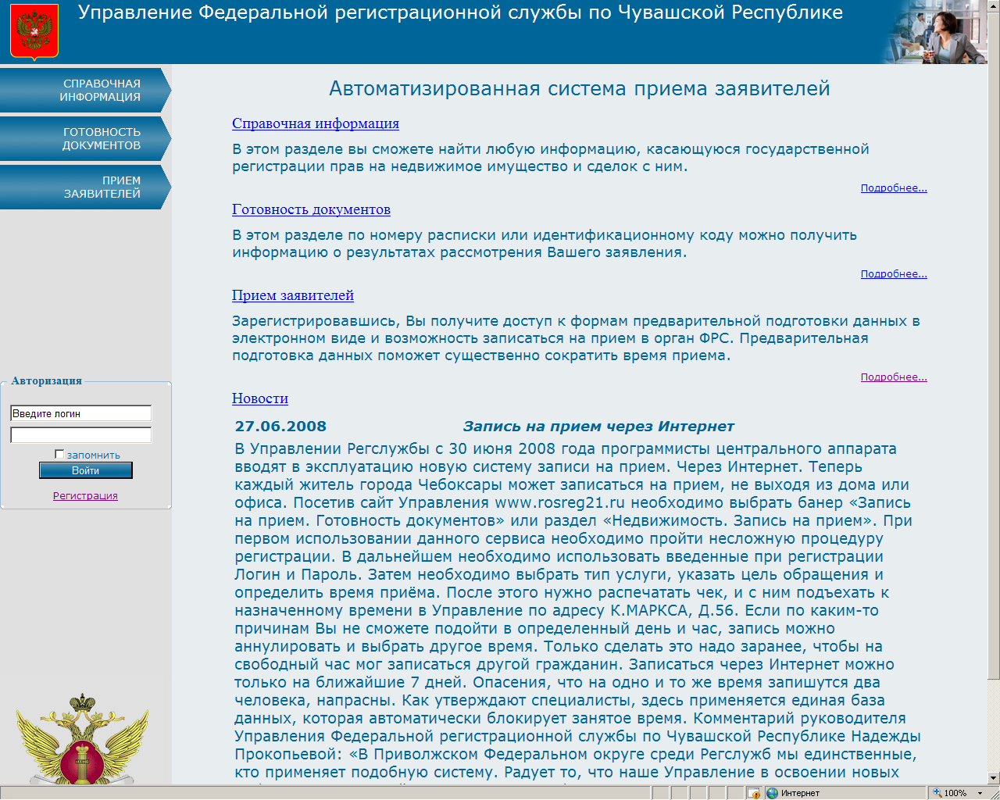 Управление Федеральной регистрационной службы по Чувашской Республике
СПРАВОЧНАЯ
ИНФОРМАЦИЯ
ГОТОВНОСТЬ
ДОКУМЕНТОВ
ПРИЕМ
ЗАЯВИТЕЛЕЙ
Авторизация
Введите логин
запомнить
Войти
Регистрация
Автоматизированная система приема заявителей
Справочная информация
В этом разделе вы сможете найти любую информацию, касающуюся государственной
регистрации прав на недвижимое имущество и сделок с ним.
Подробнее...
Готовность документов
В этом разделе по номеру расписки или идентификационному коду можно получить
информацию о результатах рассмотрения Вашего заявления.
Подробнее...
Прием заявителей
Зарегистрировавшись, Вы получите доступ к формам предварительной подготовки данных в
электронном виде и возможность записаться на прием в орган ФРС. Предварительная
подготовка данных поможет существенно сократить время приема.
Подробнее...
Новости
27.06.2008 Запись на прием через Интернет
В Управлении Регслужбы с 30 июня 2008 года программисты центрального аппарата
вводят в эксплуатацию новую систему записи на прием. Через Интернет. Теперь
каждый житель города Чебоксары может записаться на прием, не выходя из дома или
офиса. Посетив сайт Управления www.rosreg21.ru необходимо выбрать банер «Запись
на прием. Готовность документов» или раздел «Недвижимость. Запись на прием». При
первом использовании данного сервиса необходимо пройти несложную процедуру
регистрации. В дальнейшем необходимо использовать введенные при регистрации
Логин и Пароль. Затем необходимо выбрать тип услуги, указать цель обращения и
определить время приёма. После этого нужно распечатать чек, и с ним подъехать к
назначенному времени в Управление по адресу К.МАРКСА, Д.56. Если по каким-то
причинам Вы не сможете подойти в определенный день и час, запись можно
аннулировать и выбрать другое время. Только сделать это надо заранее, чтобы на
свободный час мог записаться другой гражданин. Записаться через Интернет можно
только на ближайшие 7 дней. Опасения, что на одно и то же время запишутся два
человека, напрасны. Как утверждают специалисты, здесь применяется единая база
данных, которая автоматически блокирует занятое время. Комментарий руководителя
Управления Федеральной регистрационной службы по Чувашской Республике Надежды
Прокопьевой: «В Приволжском Федеральном округе среди Регслужб мы единственные,
кто применяет подобную систему. Радует то, что наше Управление в освоении новых
Интернет
100%